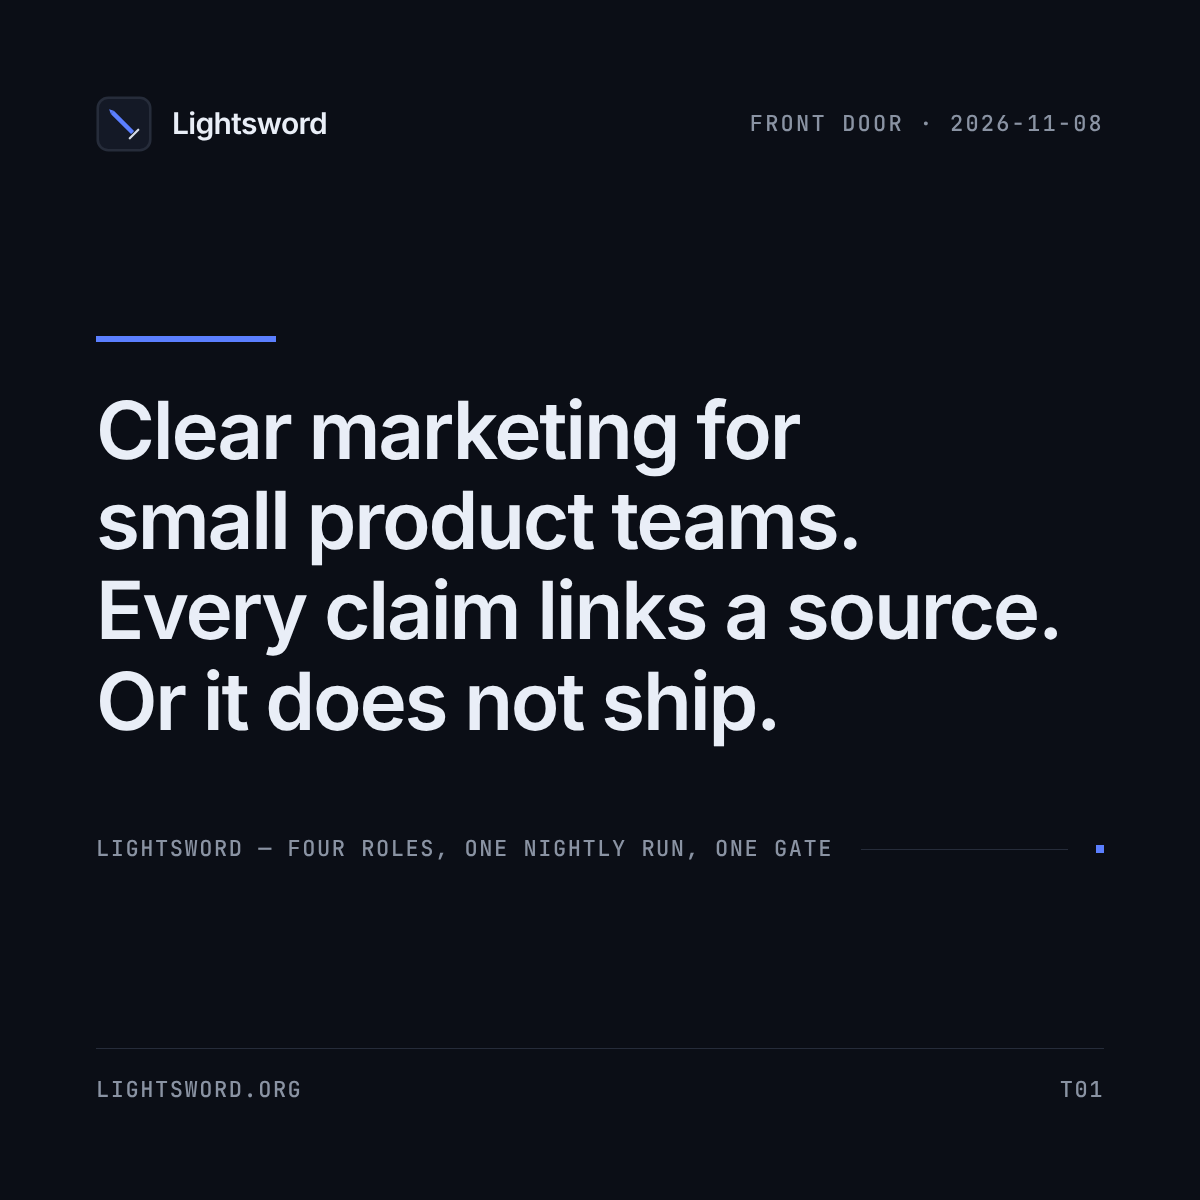 Lightsword
FRONT DOOR · 2026-11-08
Clear marketing for
small product teams.
Every claim links a source.
Or it does not ship.
LIGHTSWORD — FOUR ROLES, ONE NIGHTLY RUN, ONE GATE
LIGHTSWORD.ORG
T01